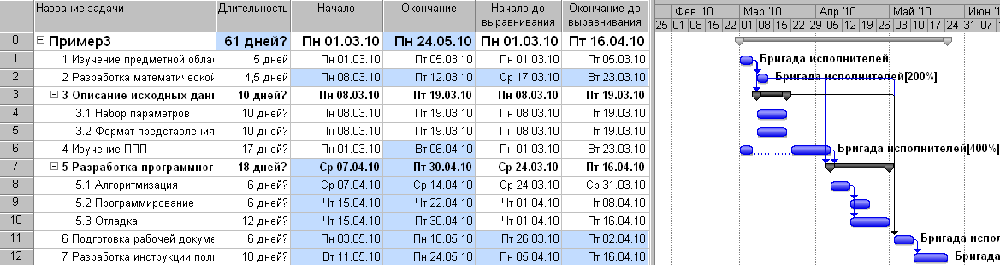 Название задачи Длительность Начало Окончание Начало до выравнивания Окончание до выравнивания
Фев '10 Мар '10 Апр '10 Май '10 Июн '1
25 01 08 15 22 01 08 15 22 29 05 12 19 26 03 10 17 24 31 07
0 Пример3 61 дней? Пн 01.03.10 Пн 24.05.10 Пн 01.03.10 Пт 16.04.10
1 1 Изучение предметной обла 5 дней Пн 01.03.10 Пт 05.03.10 Пн 01.03.10 Пт 05.03.10 Бригада исполнителей
2 2 Разработка математической 4,5 дней Пн 08.03.10 Пт 12.03.10 Ср 17.03.10 Вт 23.03.10 Бригада исполнителей[200%]
3 3 Описание исходных дан 10 дней? Пн 08.03.10 Пт 19.03.10 Пн 08.03.10 Пт 19.03.10
4 3.1 Набор параметров 10 дней? Пн 08.03.10 Пт 19.03.10 Пн 08.03.10 Пт 19.03.10
5 3.2 Формат представления 10 дней? Пн 08.03.10 Пт 19.03.10 Пн 08.03.10 Пт 19.03.10
6 4 Изучение ППП 17 дней? Пн 01.03.10 Вт 06.04.10 Пн 01.03.10 Вт 23.03.10 Бригада исполнителей[400%]
7 5 Разработка программног 18 дней? Ср 07.04.10 Пт 30.04.10 Ср 24.03.10 Пт 16.04.10
8 5.1 Алгоритмизация 6 дней? Ср 07.04.10 Ср 14.04.10 Ср 24.03.10 Ср 31.03.10
9 5.2 Программирование 6 дней? Чт 15.04.10 Чт 22.04.10 Чт 01.04.10 Чт 08.04.10
10 5.3 Отладка 12 дней? Чт 15.04.10 Пт 30.04.10 Чт 01.04.10 Пт 16.04.10
11 6 Подготовка рабочей докуме 6 дней? Пн 03.05.10 Пн 10.05.10 Пт 26.03.10 Пт 02.04.10 Бригада испол
12 7 Разработка инструкции пол 10 дней? Вт 11.05.10 Пн 24.05.10 Пн 05.04.10 Пт 16.04.10 Бригада